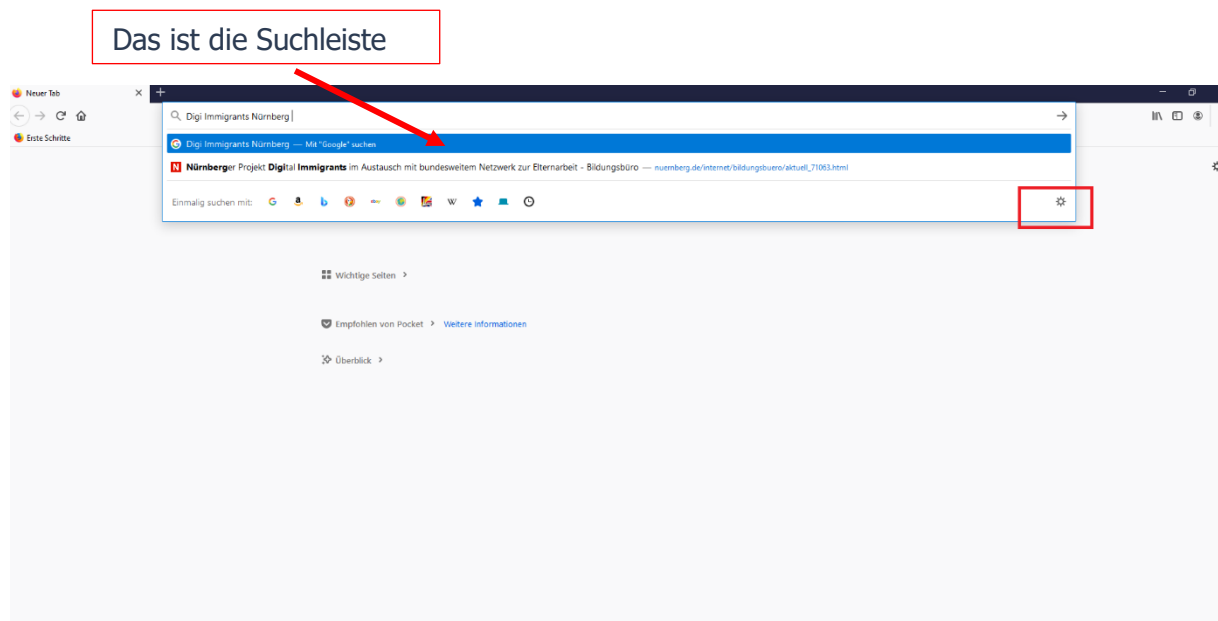 Das ist die Suchleiste
Neuer Tab
Digi Immigrants Nürnberg
Erste Schritte
Digi Immigrants Nürnberg — Mit "Google" suchen
Nürnberger Projekt Digital Immigrants im Austausch mit bundesweitem Netzwerk zur Elternarbeit - Bildungsbüro — nuernberg.de/internet/bildungsbuero/aktuell_71063.html
Einmalig suchen mit:
Wichtige Seiten
Empfohlen von Pocket
Weitere Informationen
Überblick